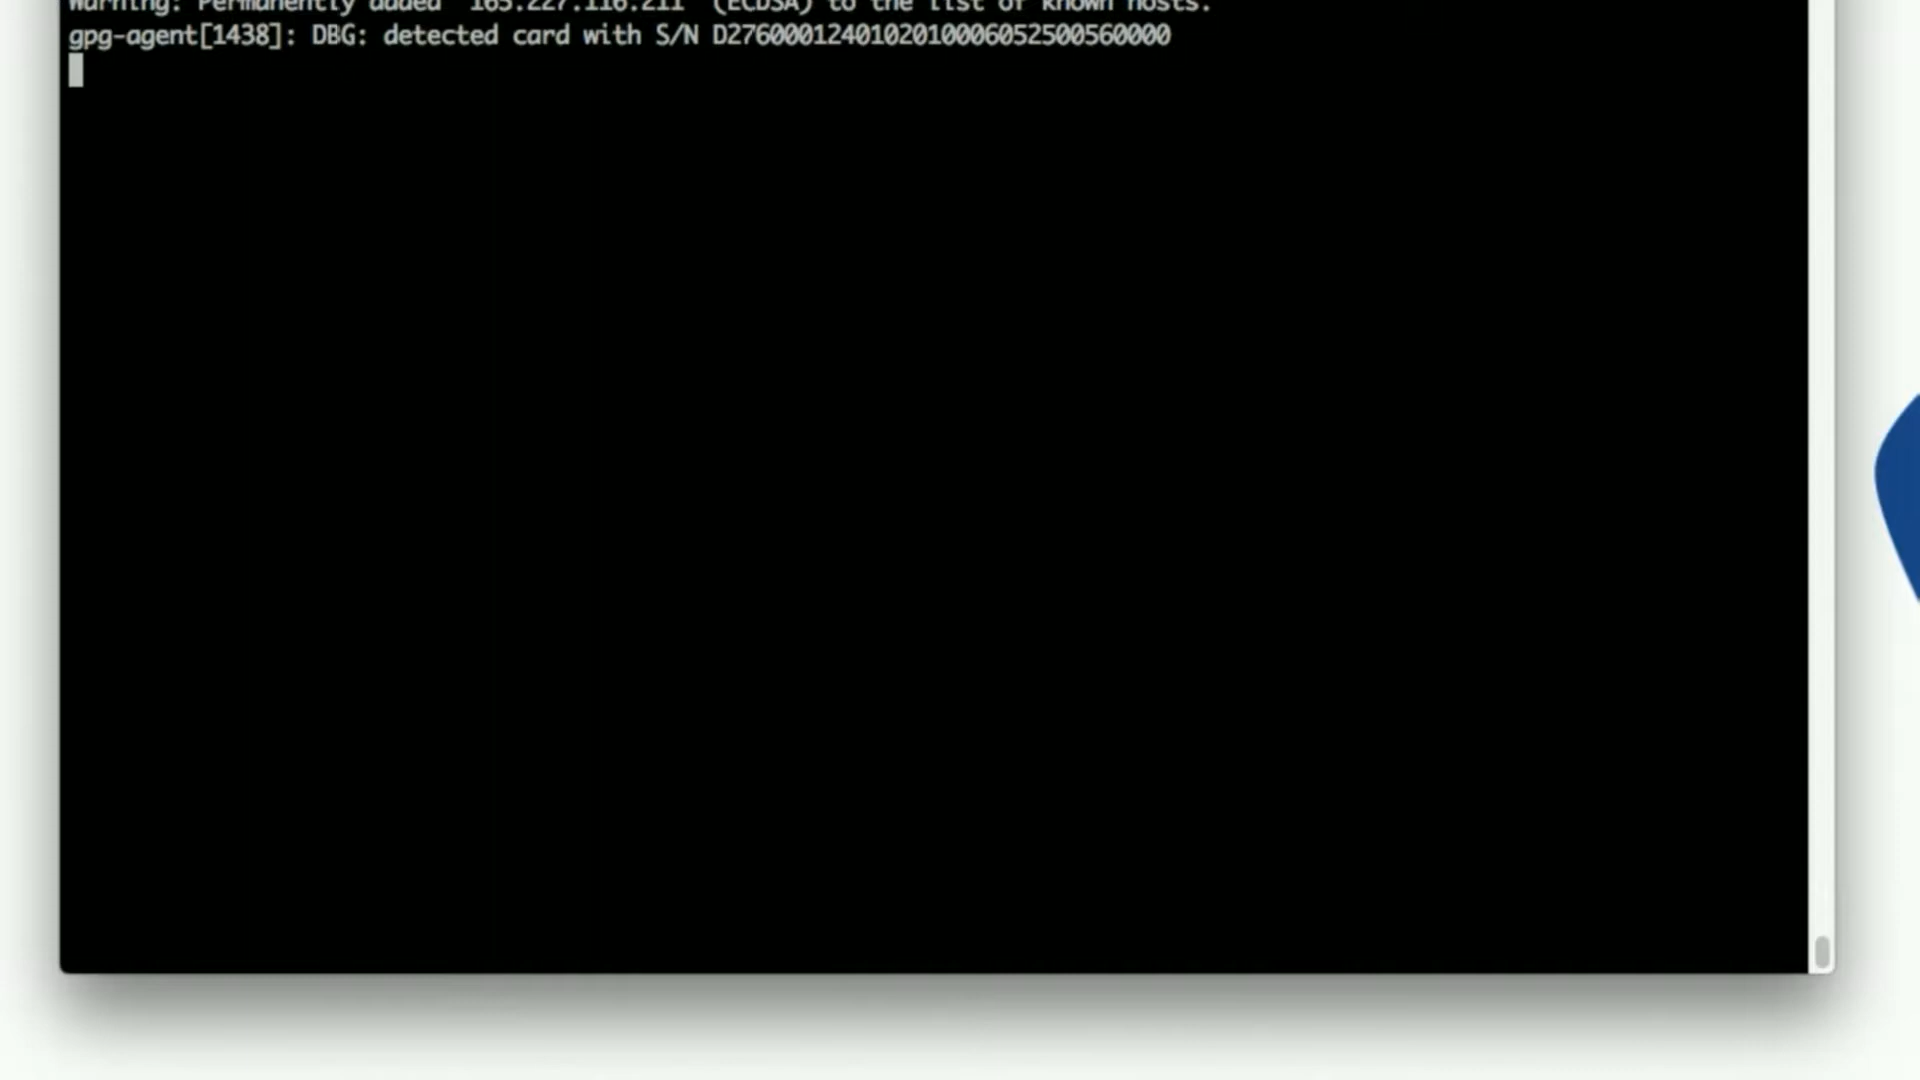 Warning: Permanently added '165.227.116.211' (ECDSA) to the list of known hosts.
gpg-agent[1438]: DBG: detected card with S/N D2760001240102010006052500560000